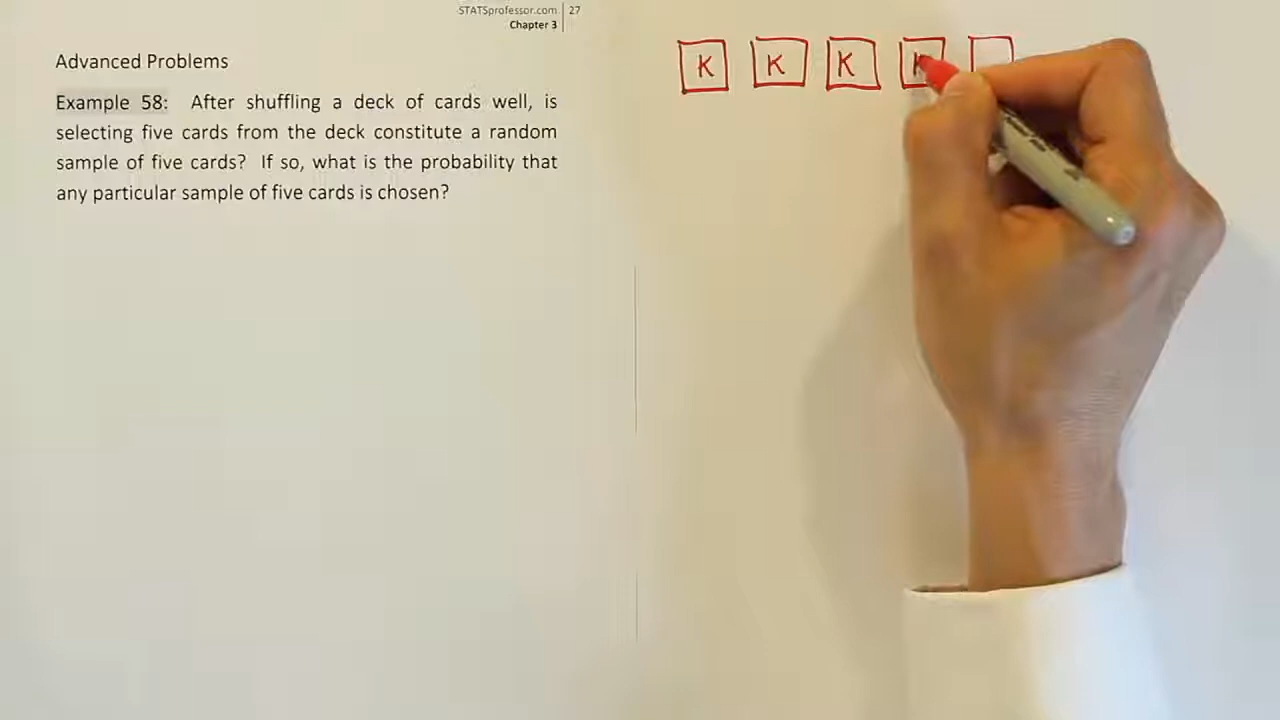 STATSprofessor.com 27
Chapter 3
Advanced Problems
Example 58: After shuffling a deck of cards well, is
selecting five cards from the deck constitute a random
sample of five cards? If so, what is the probability that
any particular sample of five cards is chosen?
K K K K